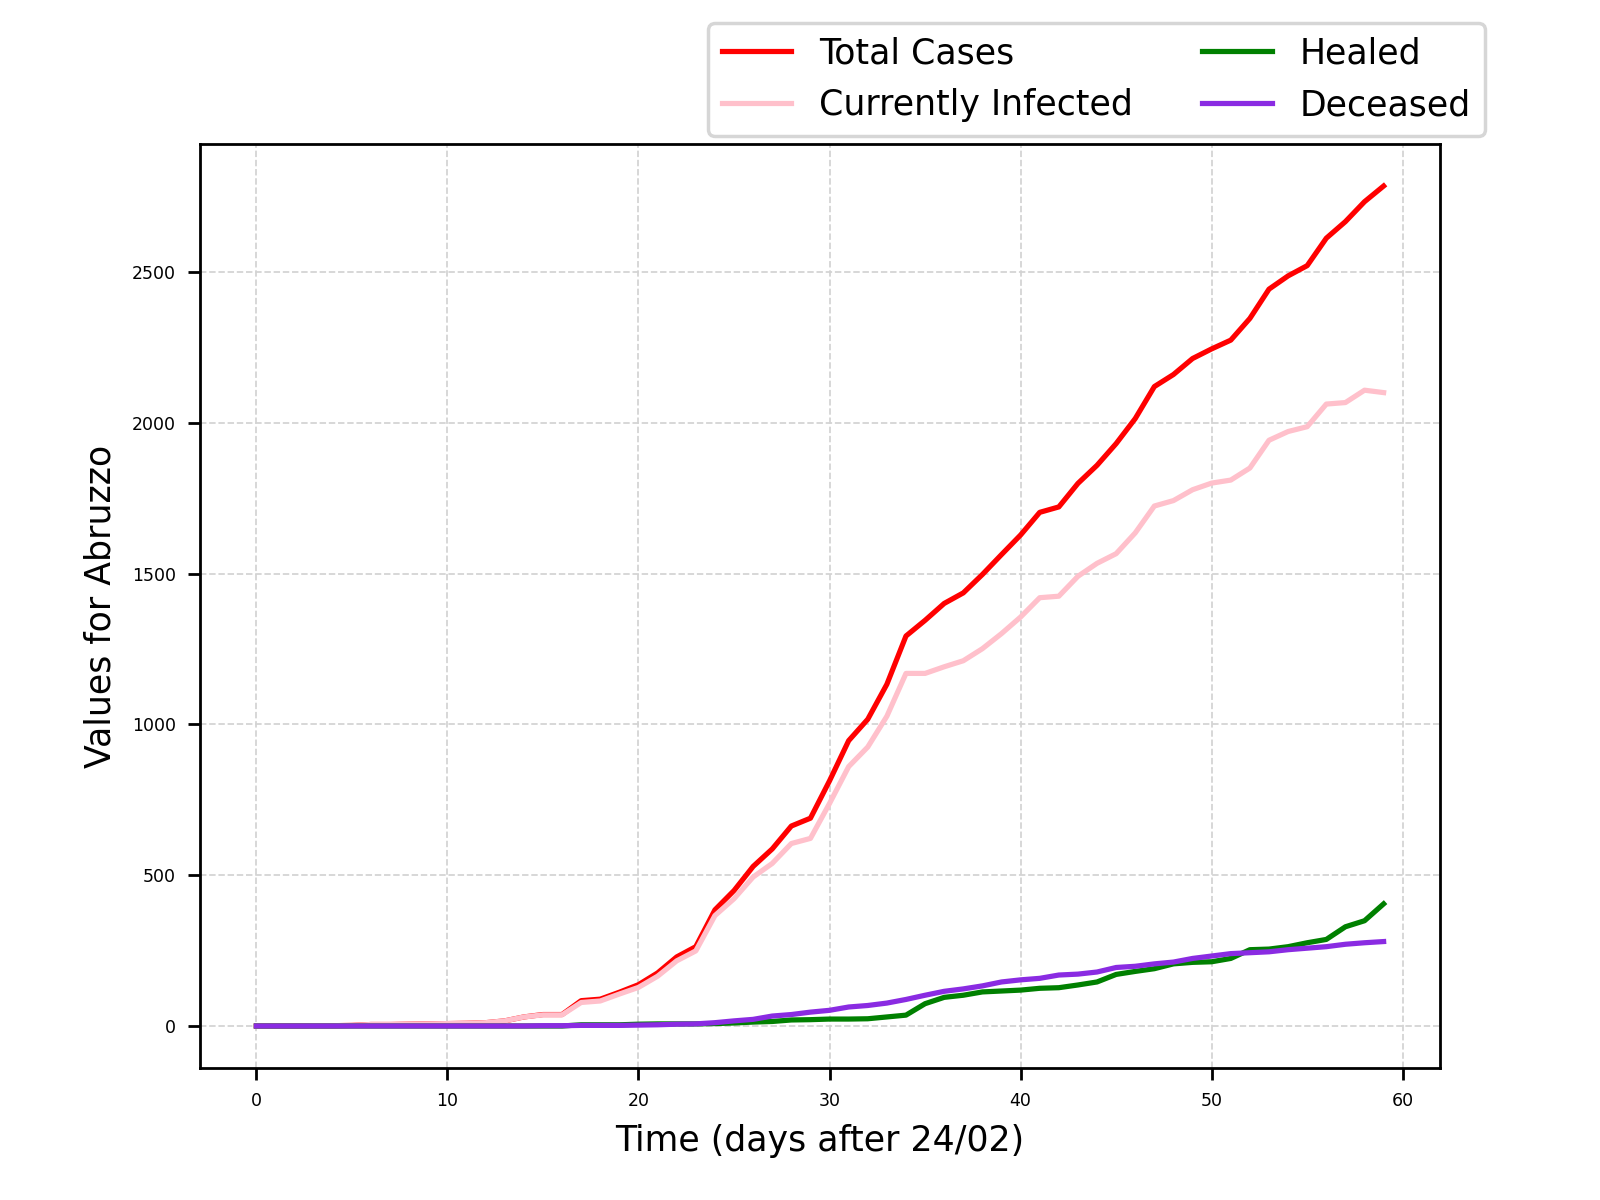 Total Cases
Currently Infected
Healed
Deceased
Values for Abruzzo
2500
2000
1500
1000
500
0
0 10 20 30 40 50 60
Time (days after 24/02)